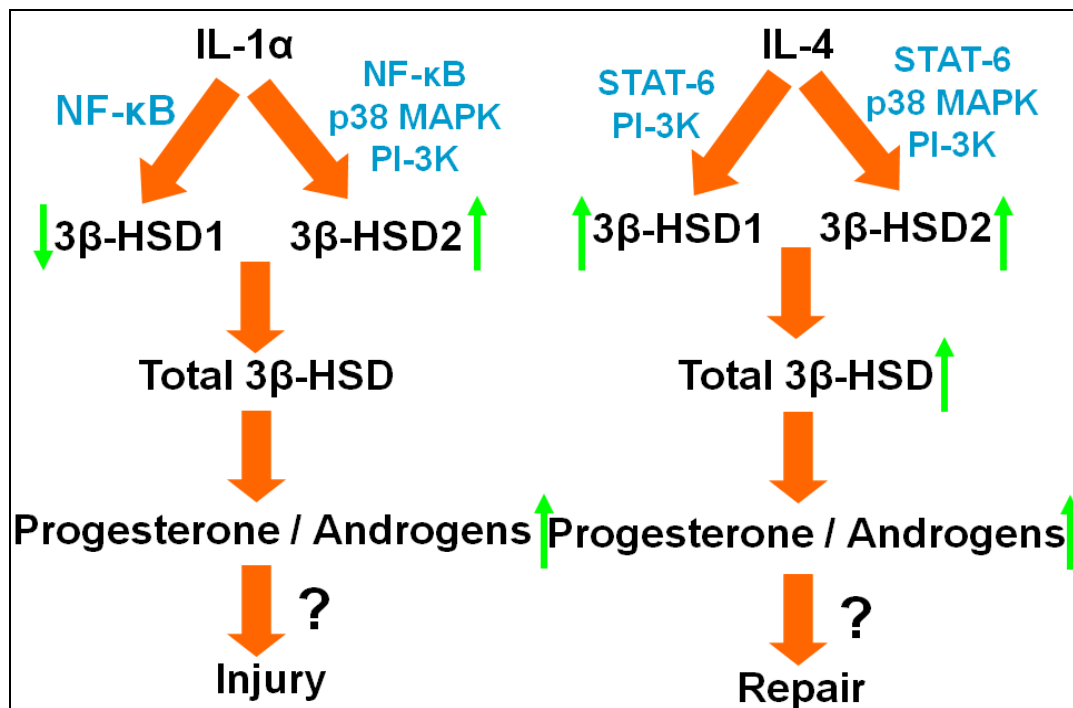 IL-1α
NF-κB
NF-κB
p38 MAPK
PI-3K
3β-HSD1
3β-HSD2
Total 3β-HSD
Progesterone / Androgens
?
Injury
IL-4
STAT-6
PI-3K
STAT-6
p38 MAPK
PI-3K
3β-HSD1
3β-HSD2
Total 3β-HSD
Progesterone / Androgens
?
Repair